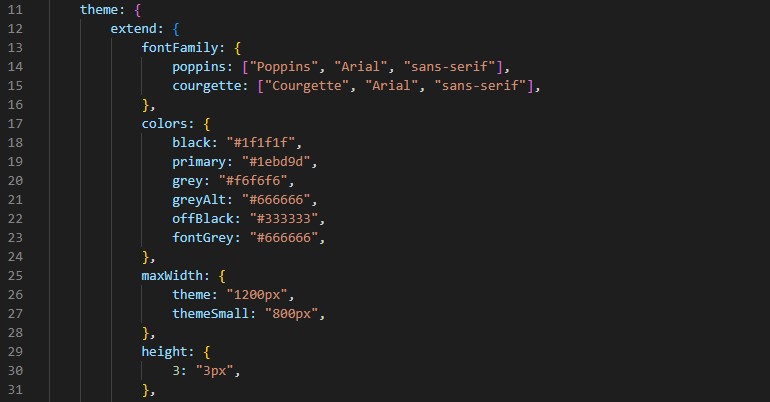 11 theme: {
12 extend: {
13 fontFamily: {
14 poppins: ["Poppins", "Arial", "sans-serif"],
15 courgette: ["Courgette", "Arial", "sans-serif"],
16 },
17 colors: {
18 black: "#1f1f1f",
19 primary: "#1ebd9d",
20 grey: "#f6f6f6",
21 greyAlt: "#666666",
22 offBlack: "#333333",
23 fontGrey: "#666666",
24 },
25 maxWidth: {
26 theme: "1200px",
27 themeSmall: "800px",
28 },
29 height: {
30 3: "3px",
31 },